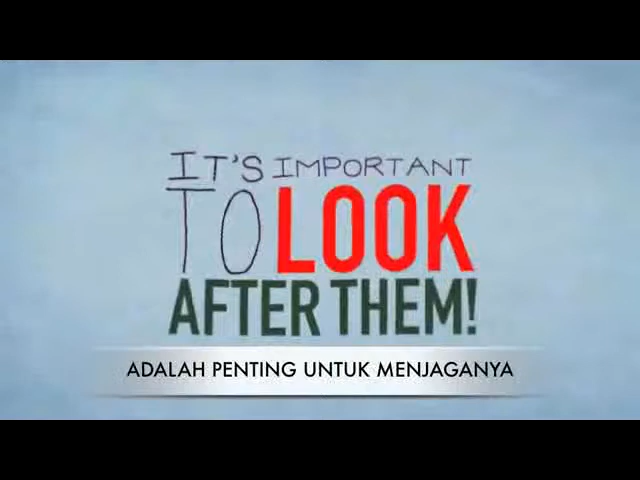 IT'S IMPORTANT
TO LOOK
AFTER THEM!
ADALAH PENTING UNTUK MENJAGANYA